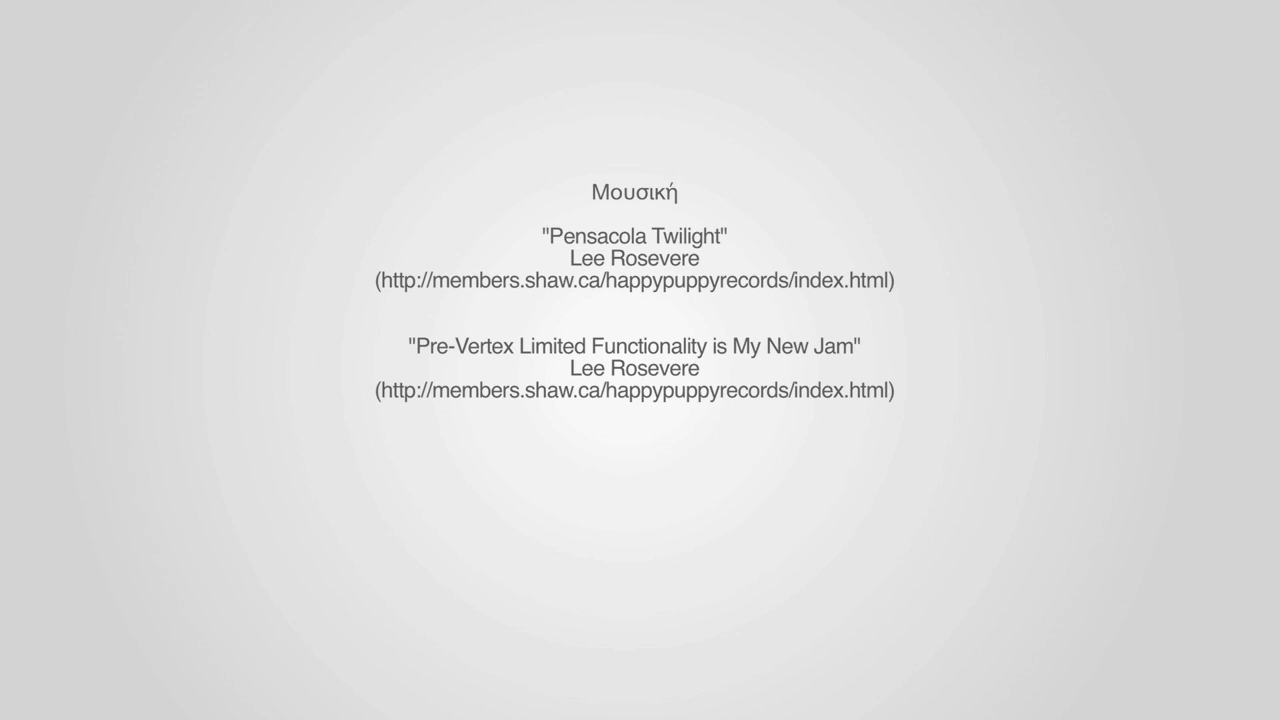 Μουσική
"Pensacola Twilight"
Lee Rosevere
(http://members.shaw.ca/happypuppyrecords/index.html)
"Pre-Vertex Limited Functionality is My New Jam"
Lee Rosevere
(http://members.shaw.ca/happypuppyrecords/index.html)